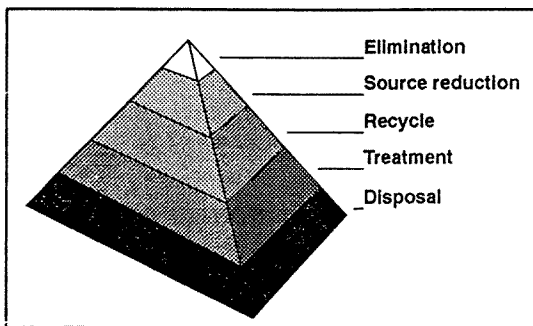 Elimination
Source reduction
Recycle
Treatment
Disposal